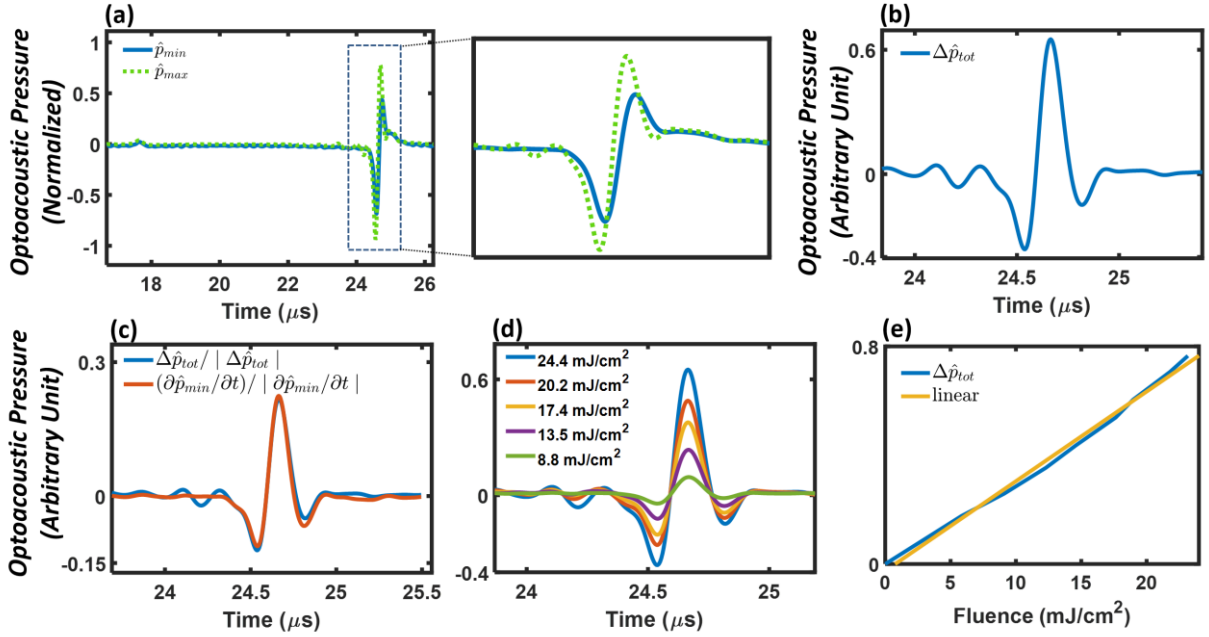 (a)
Optoacoustic Pressure
(Normalized)
1
0.5
0
-0.5
-1
p̂min
p̂max
18 20 22 24 26
Time (μs)
(b)
Optoacoustic Pressure
(Arbitrary Unit)
0.6
0
-0.4
Δp̂tot
24 24.5 25
Time (μs)
(c)
Optoacoustic Pressure
(Arbitrary Unit)
0.3
0
-0.15
Δp̂tot/ | Δp̂tot |
(∂p̂min/∂t)/ | ∂p̂min/∂t |
24 24.5 25 25.5
Time (μs)
(d)
0.6
0
-0.4
24.4 mJ/cm²
20.2 mJ/cm²
17.4 mJ/cm²
13.5 mJ/cm²
8.8 mJ/cm²
24 24.5 25
Time (μs)
(e)
0.8
0
Δp̂tot
linear
0 5 10 15 20
Fluence (mJ/cm²)